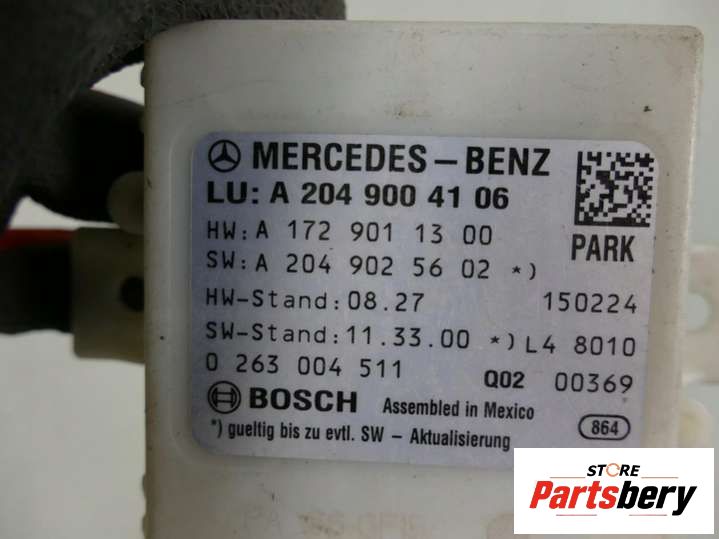 MERCEDES-BENZ
LU: A 204 900 41 06
HW: A 172 901 13 00
PARK
SW: A 204 902 56 02 *)
HW-Stand: 08.27 150224
SW-Stand: 11.33.00 *) L4 8010
0 263 004 511 Q02 00369
BOSCH Assembled in Mexico
*) gueltig bis zu evtl. SW - Aktualisierung 864
STORE
Partsbery